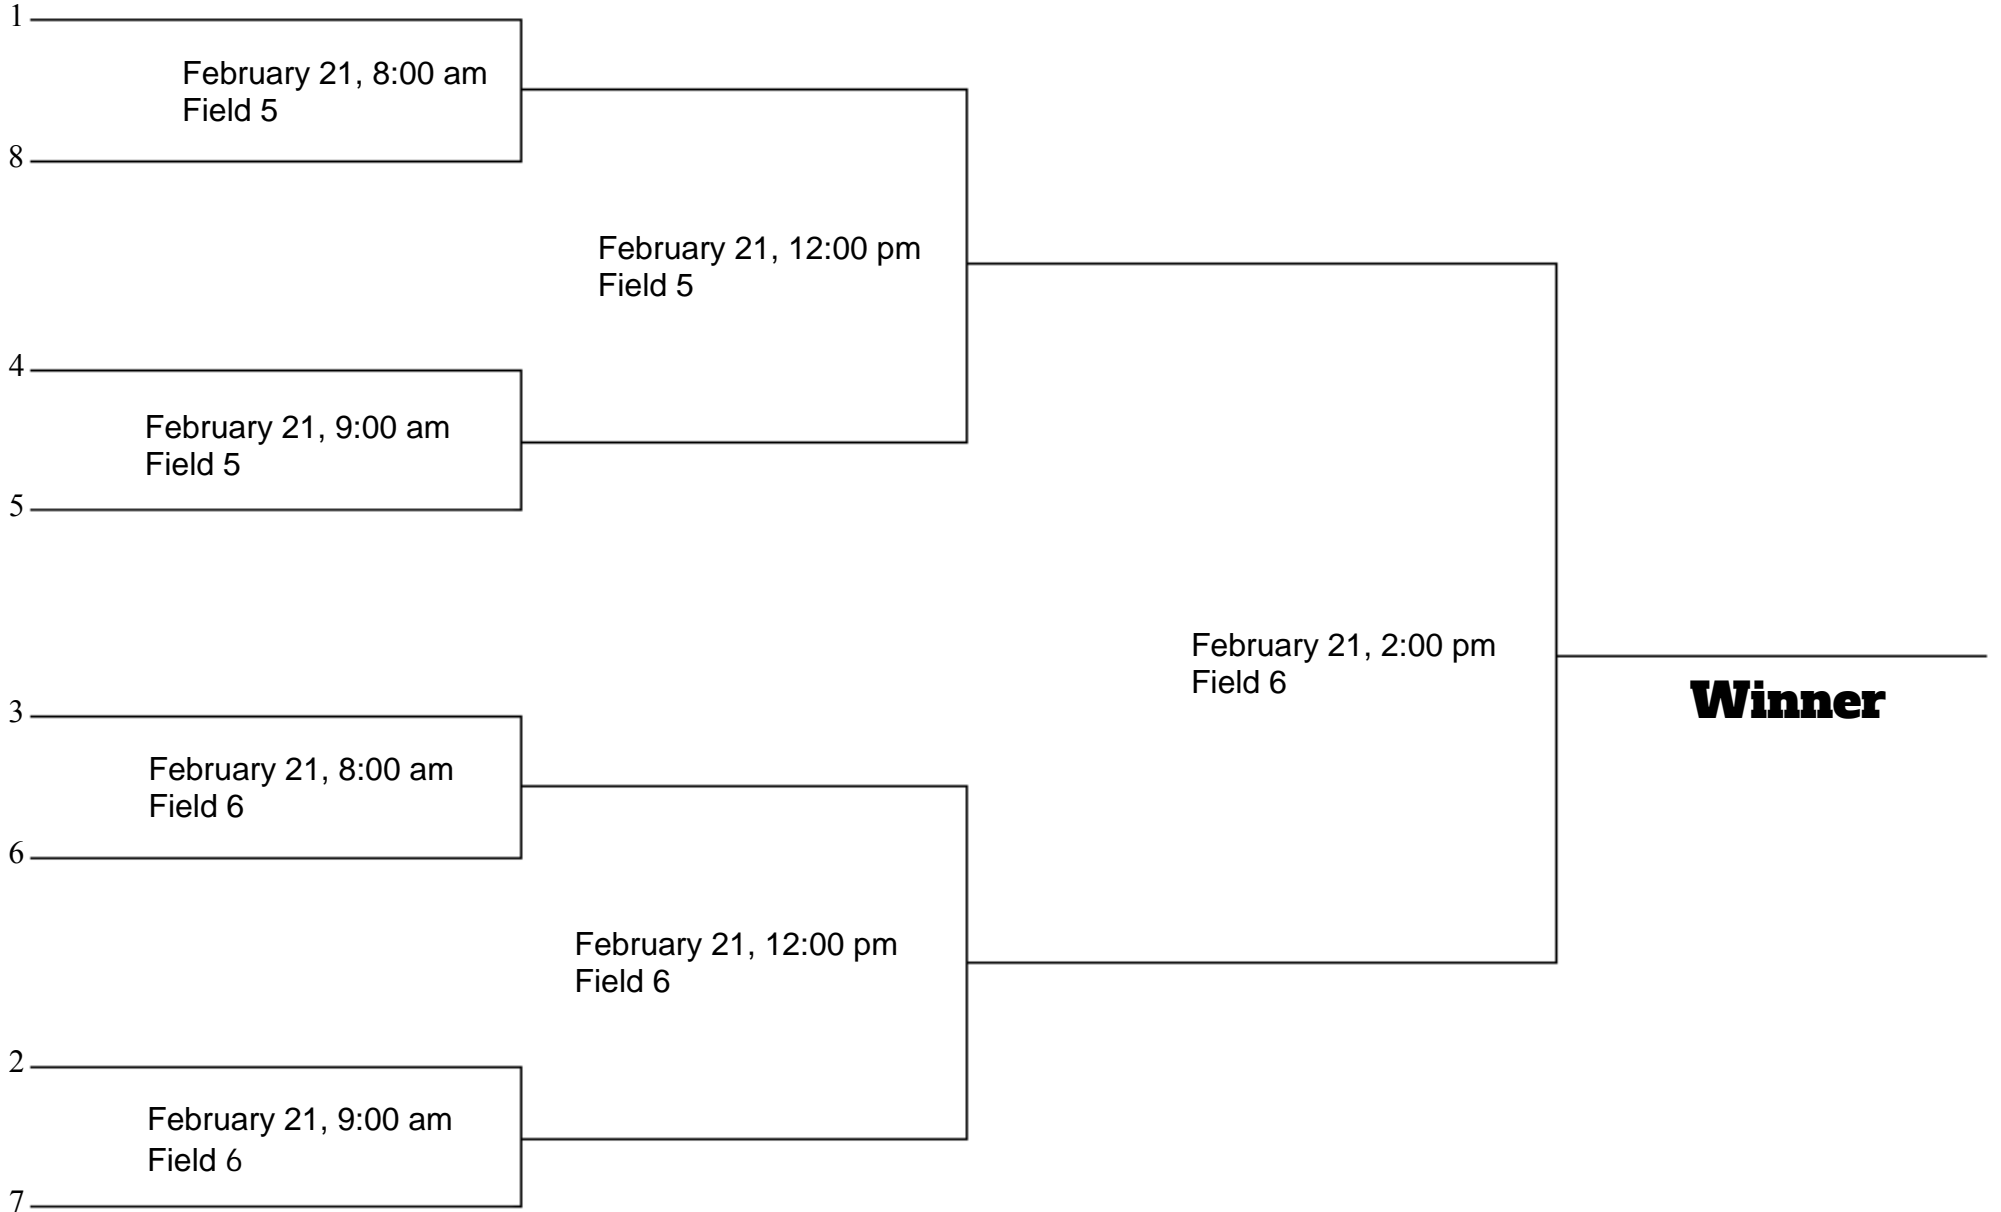 1
February 21, 8:00 am
Field 5
8
February 21, 12:00 pm
Field 5
4
February 21, 9:00 am
Field 5
5
February 21, 2:00 pm
Field 6
Winner
3
February 21, 8:00 am
Field 6
6
February 21, 12:00 pm
Field 6
2
February 21, 9:00 am
Field 6
7